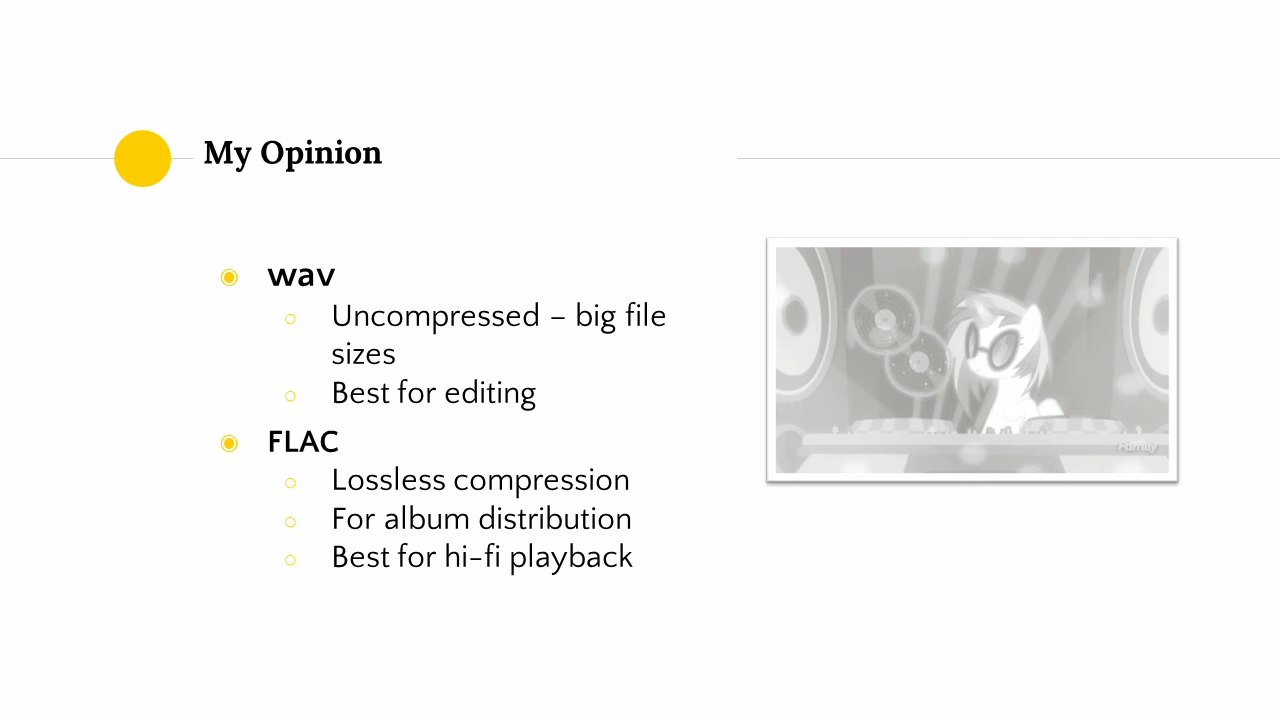 My Opinion
wav
Uncompressed – big file
sizes
Best for editing
FLAC
Lossless compression
For album distribution
Best for hi-fi playback
Family